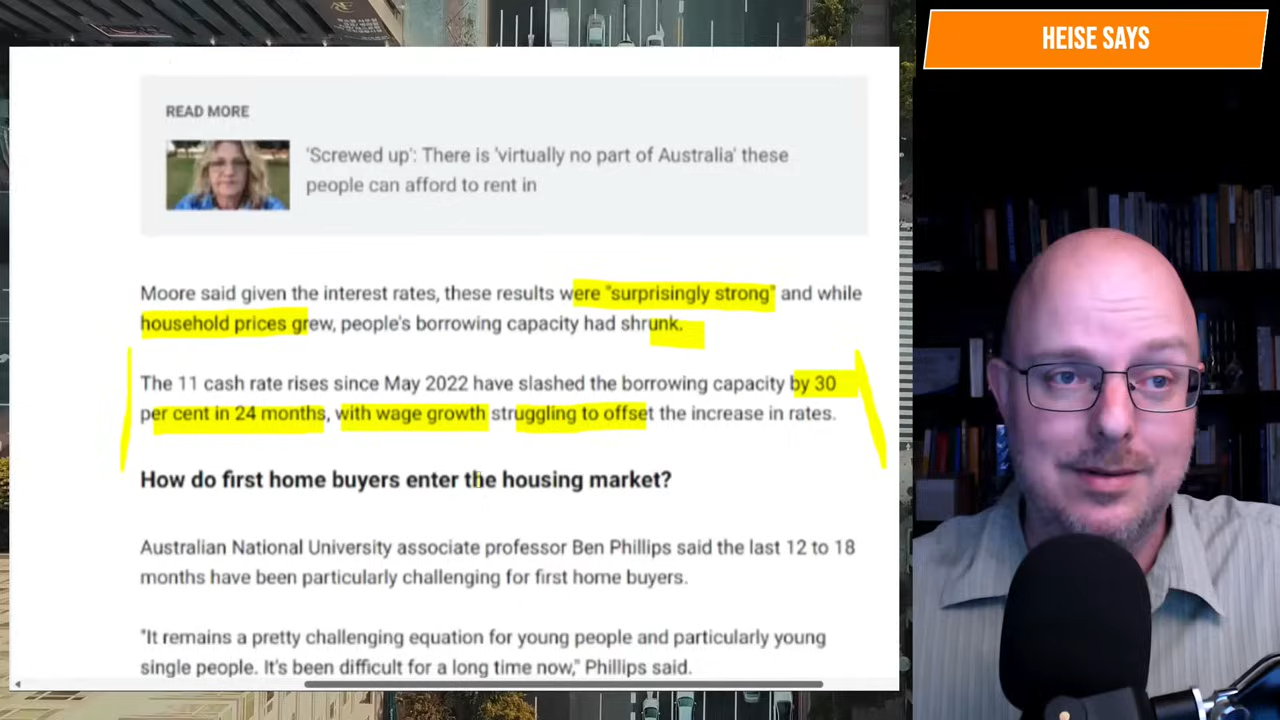 HEISE SAYS
READ MORE
'Screwed up': There is 'virtually no part of Australia' these
people can afford to rent in
Moore said given the interest rates, these results were "surprisingly strong" and while
household prices grew, people's borrowing capacity had shrunk.
The 11 cash rate rises since May 2022 have slashed the borrowing capacity by 30
per cent in 24 months, with wage growth struggling to offset the increase in rates.
How do first home buyers enter the housing market?
Australian National University associate professor Ben Phillips said the last 12 to 18
months have been particularly challenging for first home buyers.
"It remains a pretty challenging equation for young people and particularly young
single people. It's been difficult for a long time now," Phillips said.